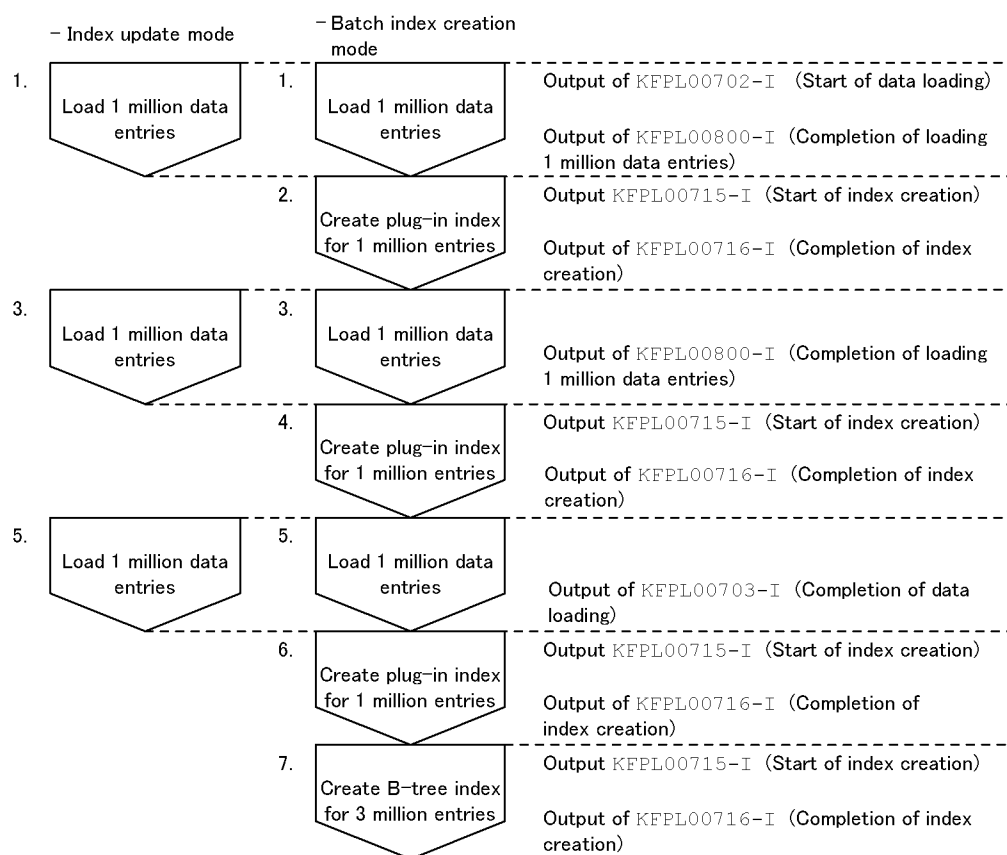 - Index update mode
- Batch index creation
mode
1.
Load 1 million data
entries
1.
Load 1 million data
entries
Output of KFPL00702-I (Start of data loading)
Output of KFPL00800-I (Completion of loading
1 million data entries)
2.
Create plug-in index
for 1 million entries
Output KFPL00715-I (Start of index creation)
Output of KFPL00716-I (Completion of index
creation)
3.
Load 1 million data
entries
3.
Load 1 million data
entries
Output of KFPL00800-I (Completion of loading
1 million data entries)
4.
Create plug-in index
for 1 million entries
Output KFPL00715-I (Start of index creation)
Output of KFPL00716-I (Completion of index
creation)
5.
Load 1 million data
entries
5.
Load 1 million data
entries
Output of KFPL00703-I (Completion of data
loading)
6.
Create plug-in index
for 1 million entries
Output KFPL00715-I (Start of index creation)
Output of KFPL00716-I (Completion of
index creation)
7.
Create B-tree index
for 3 million entries
Output KFPL00715-I (Start of index creation)
Output of KFPL00716-I (Completion of index
creation)